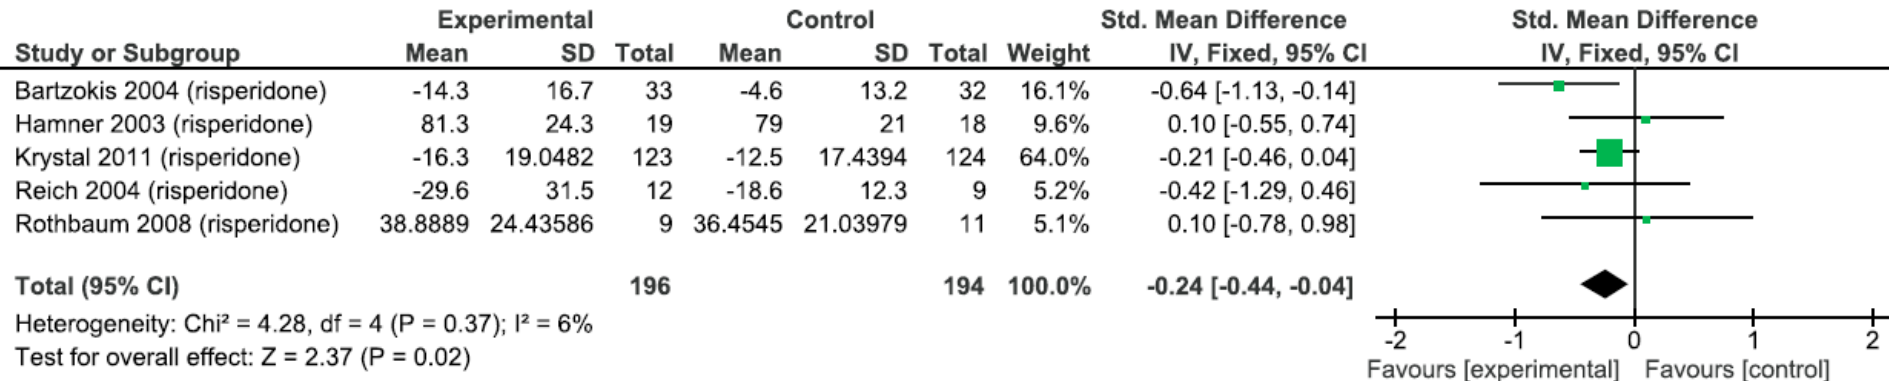 Experimental Control Std. Mean Difference Std. Mean Difference
Study or Subgroup Mean SD Total Mean SD Total Weight IV, Fixed, 95% CI IV, Fixed, 95% CI
Bartzokis 2004 (risperidone) -14.3 16.7 33 -4.6 13.2 32 16.1% -0.64 [-1.13, -0.14]
Hamner 2003 (risperidone) 81.3 24.3 19 79 21 18 9.6% 0.10 [-0.55, 0.74]
Krystal 2011 (risperidone) -16.3 19.0482 123 -12.5 17.4394 124 64.0% -0.21 [-0.46, 0.04]
Reich 2004 (risperidone) -29.6 31.5 12 -18.6 12.3 9 5.2% -0.42 [-1.29, 0.46]
Rothbaum 2008 (risperidone) 38.8889 24.43586 9 36.4545 21.03979 11 5.1% 0.10 [-0.78, 0.98]
Total (95% CI) 196 194 100.0% -0.24 [-0.44, -0.04]
Heterogeneity: Chi² = 4.28, df = 4 (P = 0.37); I² = 6%
Test for overall effect: Z = 2.37 (P = 0.02)
-2 -1 0 1 2
Favours [experimental] Favours [control]